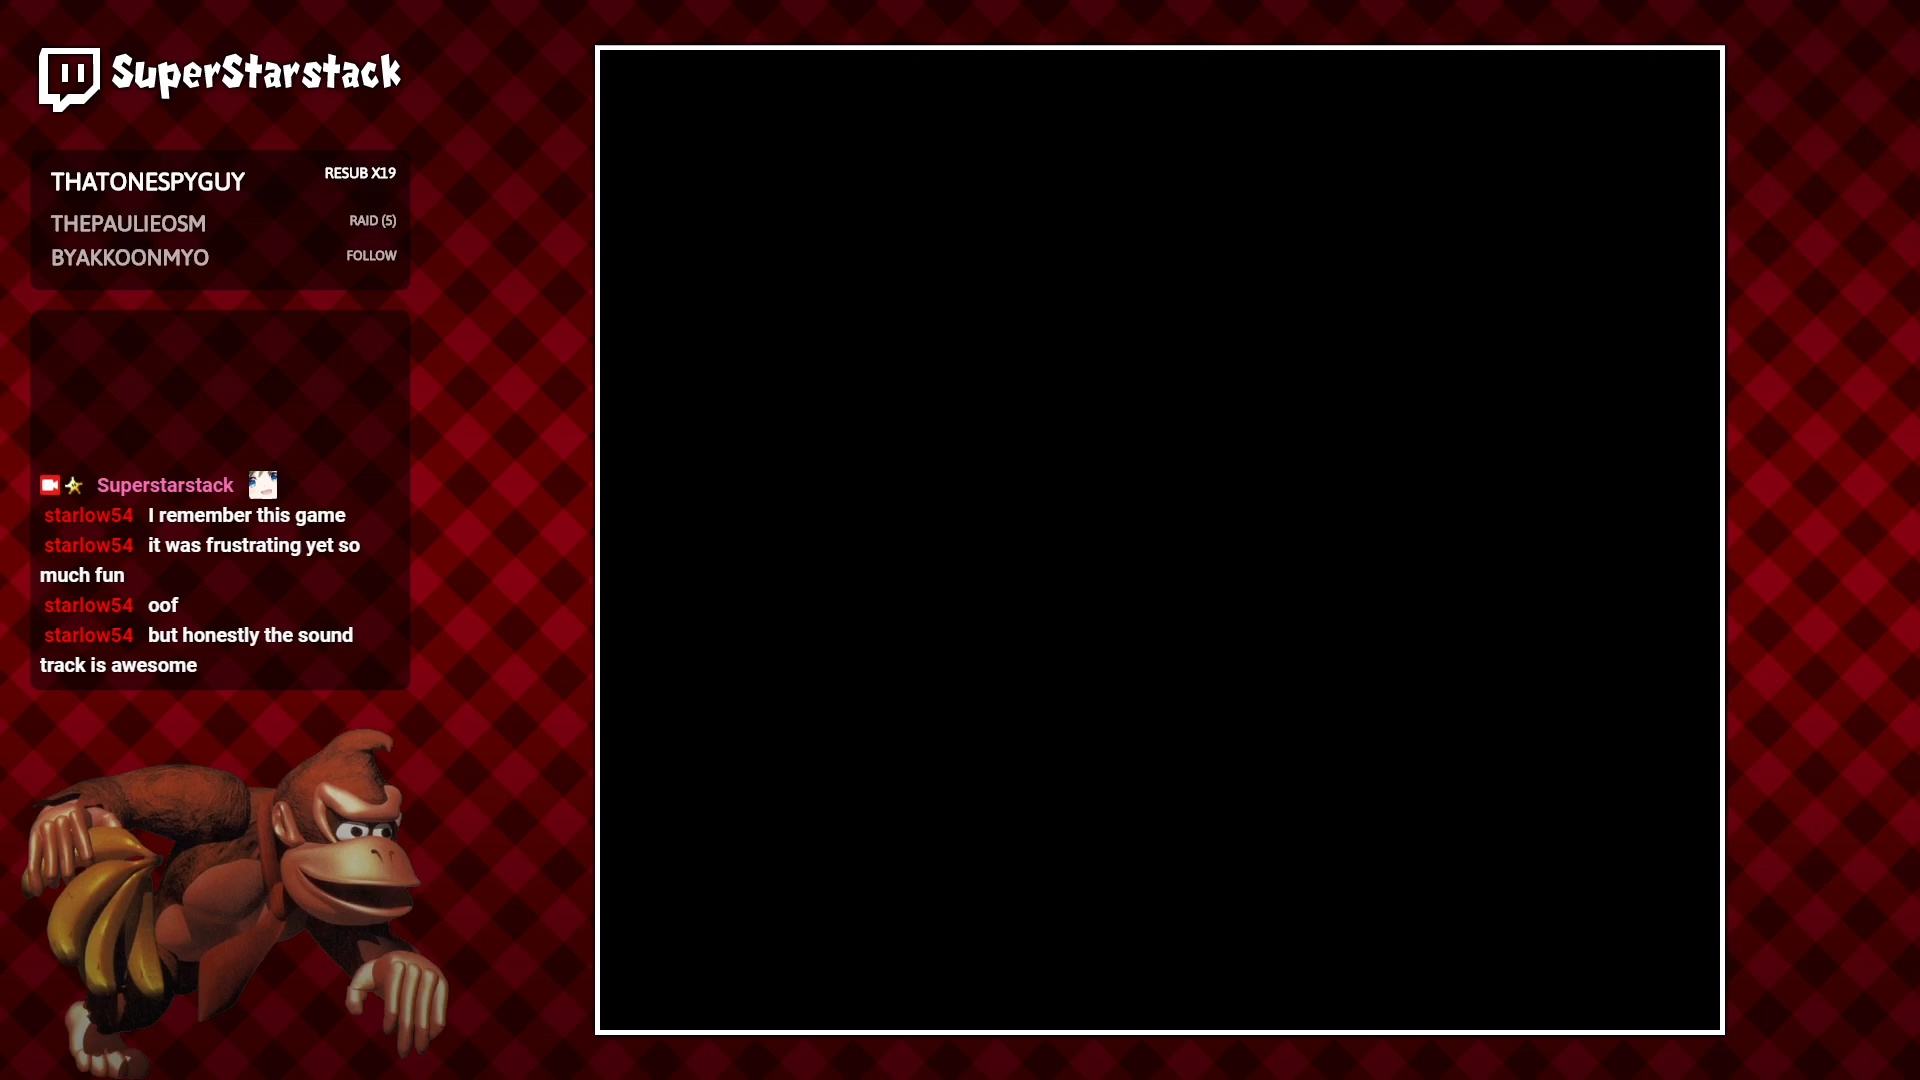 SuperStarstack
THATONESPYGUY RESUB X19
THEPAULIEOSM RAID (5)
BYAKKOONMYO FOLLOW
Superstarstack
starlow54 I remember this game
starlow54 it was frustrating yet so
much fun
starlow54 oof
starlow54 but honestly the sound
track is awesome